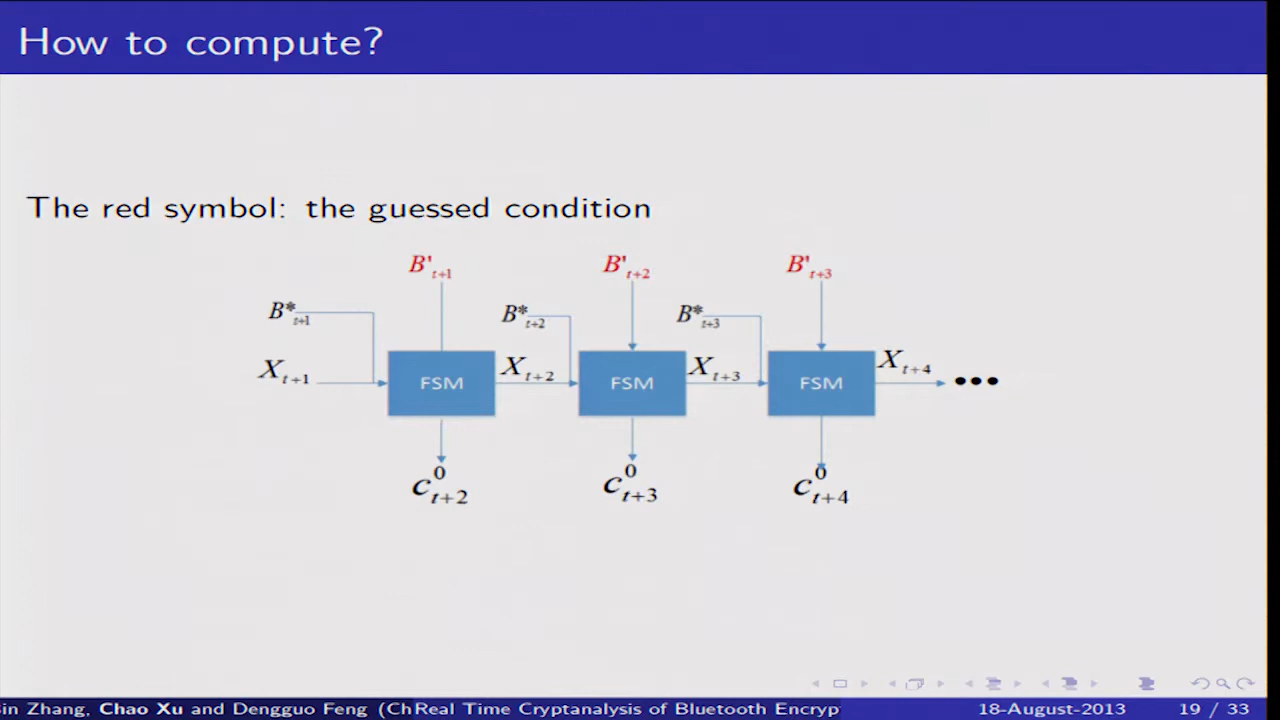 How to compute?
The red symbol: the guessed condition
B'_{t+1} B'_{t+2} B'_{t+3}
B*_{t+1} B*_{t+2} B*_{t+3}
X_{t+1} FSM X_{t+2} FSM X_{t+3} FSM X_{t+4} •••
c^0_{t+2} c^0_{t+3} c^0_{t+4}
in Zhang, Chao Xu and Dengguo Feng (Ch Real Time Cryptanalysis of Bluetooth Encryp 18-August-2013 19 / 33